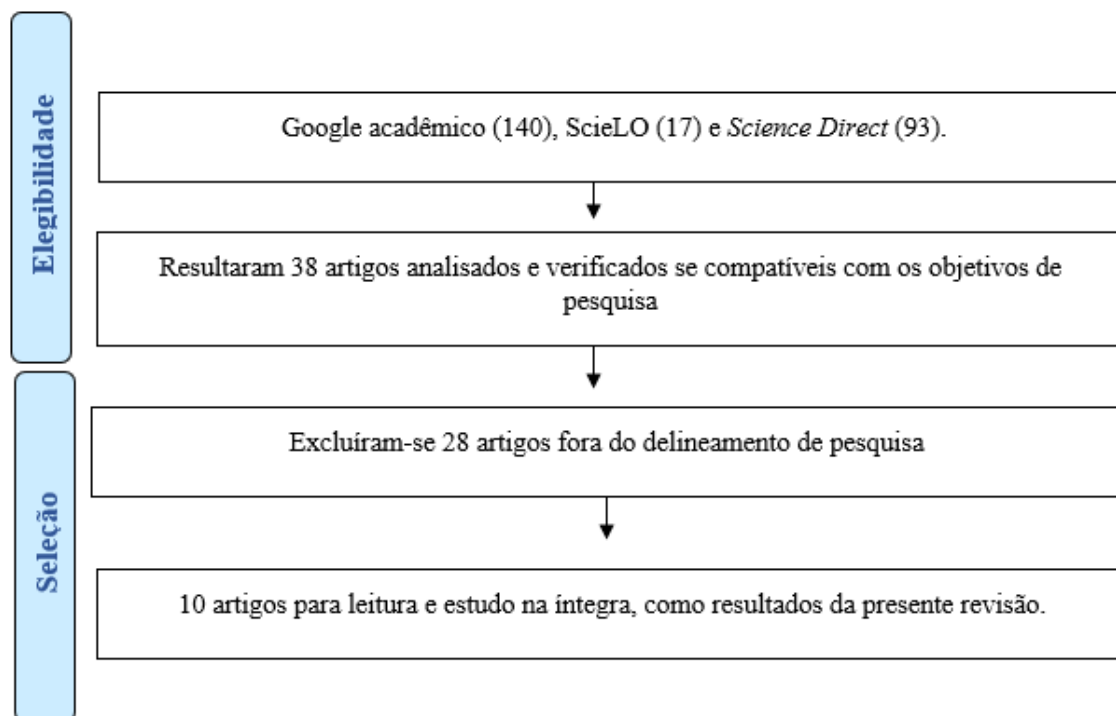 Elegibilidade
Google acadêmico (140), ScieLO (17) e Science Direct (93).
Resultaram 38 artigos analisados e verificados se compatíveis com os objetivos de
pesquisa
Seleção
Excluíram-se 28 artigos fora do delineamento de pesquisa
10 artigos para leitura e estudo na íntegra, como resultados da presente revisão.